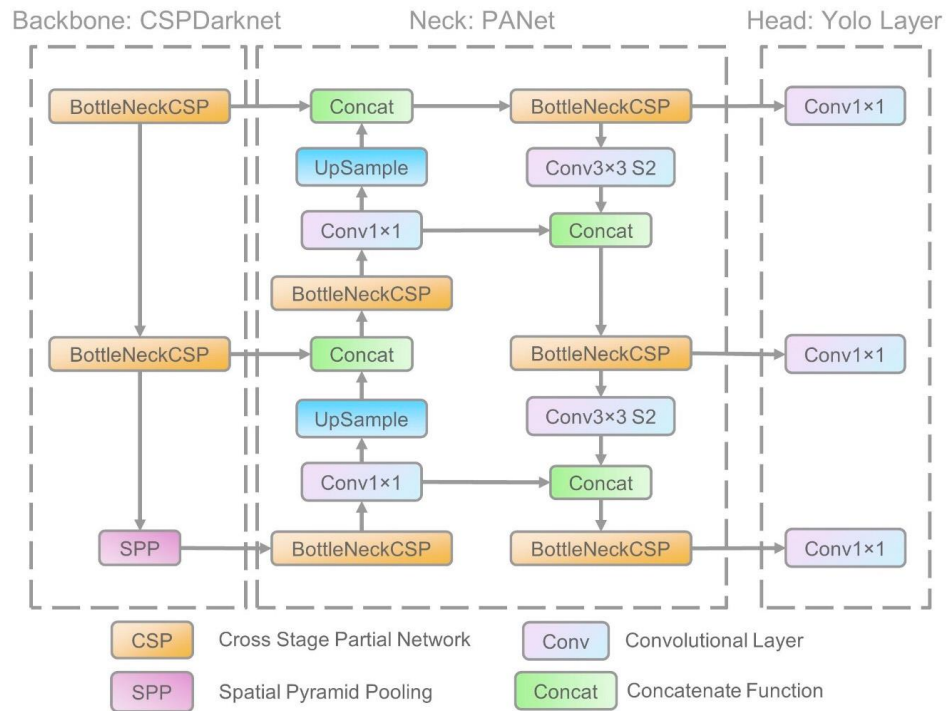 Backbone: CSPDarknet
Neck: PANet
Head: Yolo Layer
BottleNeckCSP
Concat
BottleNeckCSP
Conv1×1
UpSample
Conv3×3 S2
Conv1×1
Concat
BottleNeckCSP
BottleNeckCSP
Concat
BottleNeckCSP
Conv1×1
UpSample
Conv3×3 S2
Conv1×1
Concat
SPP
BottleNeckCSP
BottleNeckCSP
Conv1×1
CSP
Cross Stage Partial Network
Conv
Convolutional Layer
SPP
Spatial Pyramid Pooling
Concat
Concatenate Function